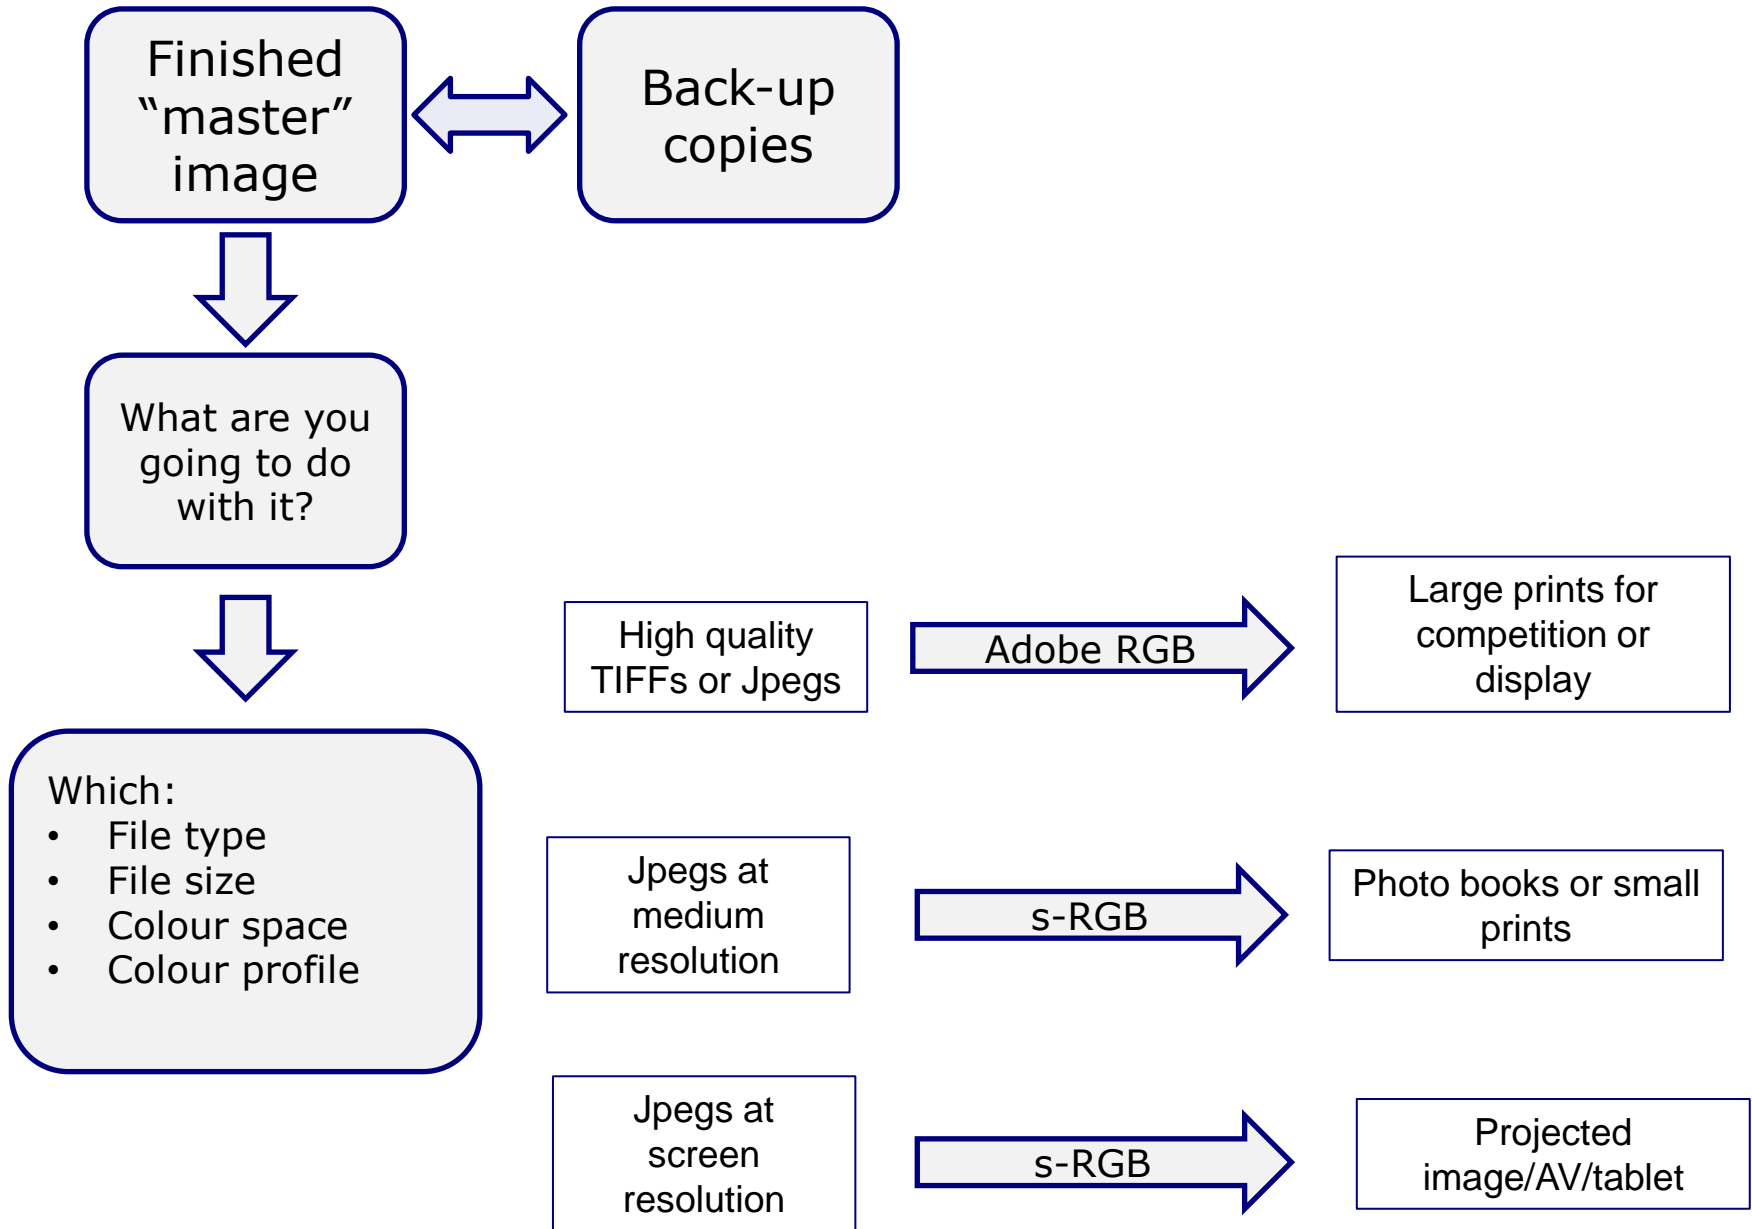 Finished
“master”
image
Back-up
copies
What are you
going to do
with it?
Which:
• File type
• File size
• Colour space
• Colour profile
High quality
TIFFs or Jpegs
Adobe RGB
Large prints for
competition or
display
Jpegs at
medium
resolution
s-RGB
Photo books or small
prints
Jpegs at
screen
resolution
s-RGB
Projected
image/AV/tablet